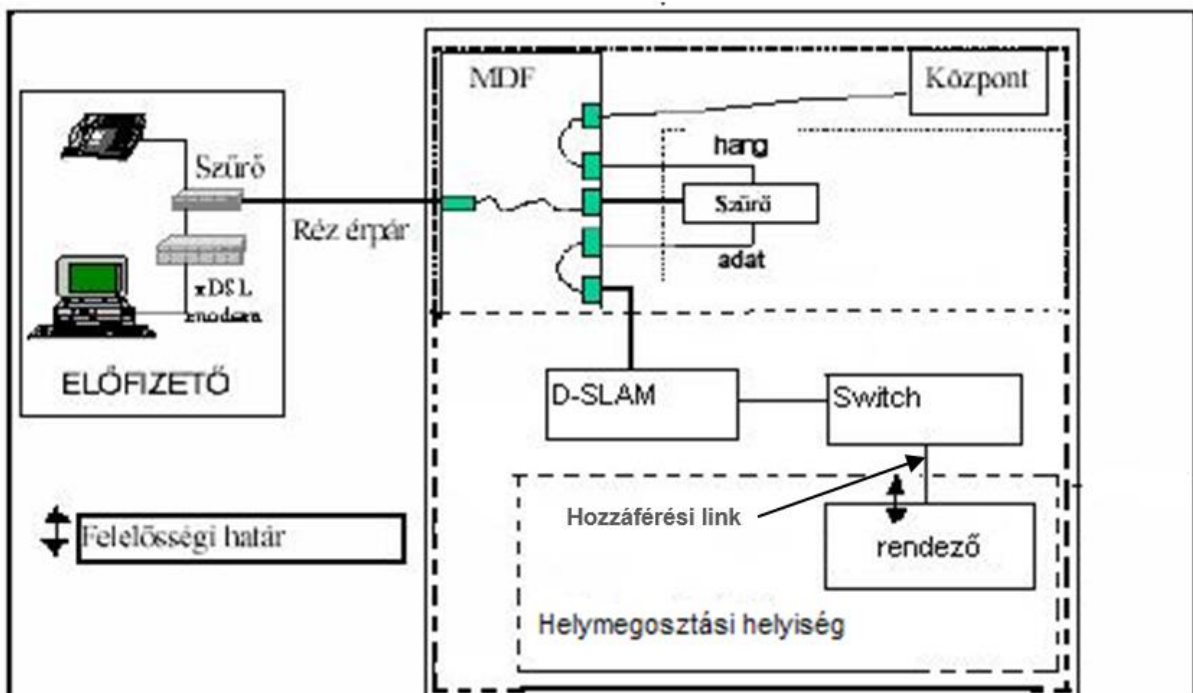 MDF
Központ
hang
Szűrő
Szűrő
Réz érpár
adat
xDSL
modem
ELŐFIZETŐ
D-SLAM
Switch
Hozzáférési link
Felelősségi határ
rendező
Helymegosztási helyiség